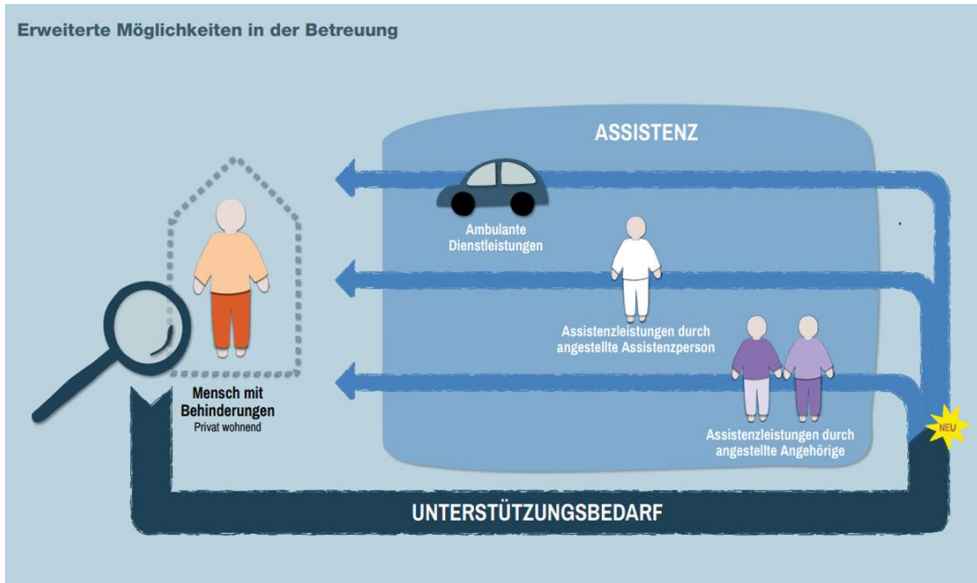 Erweiterte Möglichkeiten in der Betreuung
ASSISTENZ
Ambulante
Dienstleistungen
Assistenzleistungen durch
angestellte Assistenzperson
Mensch mit
Behinderungen
Privat wohnend
Assistenzleistungen durch
angestellte Angehörige
NEU
UNTERSTÜTZUNGSBEDARF